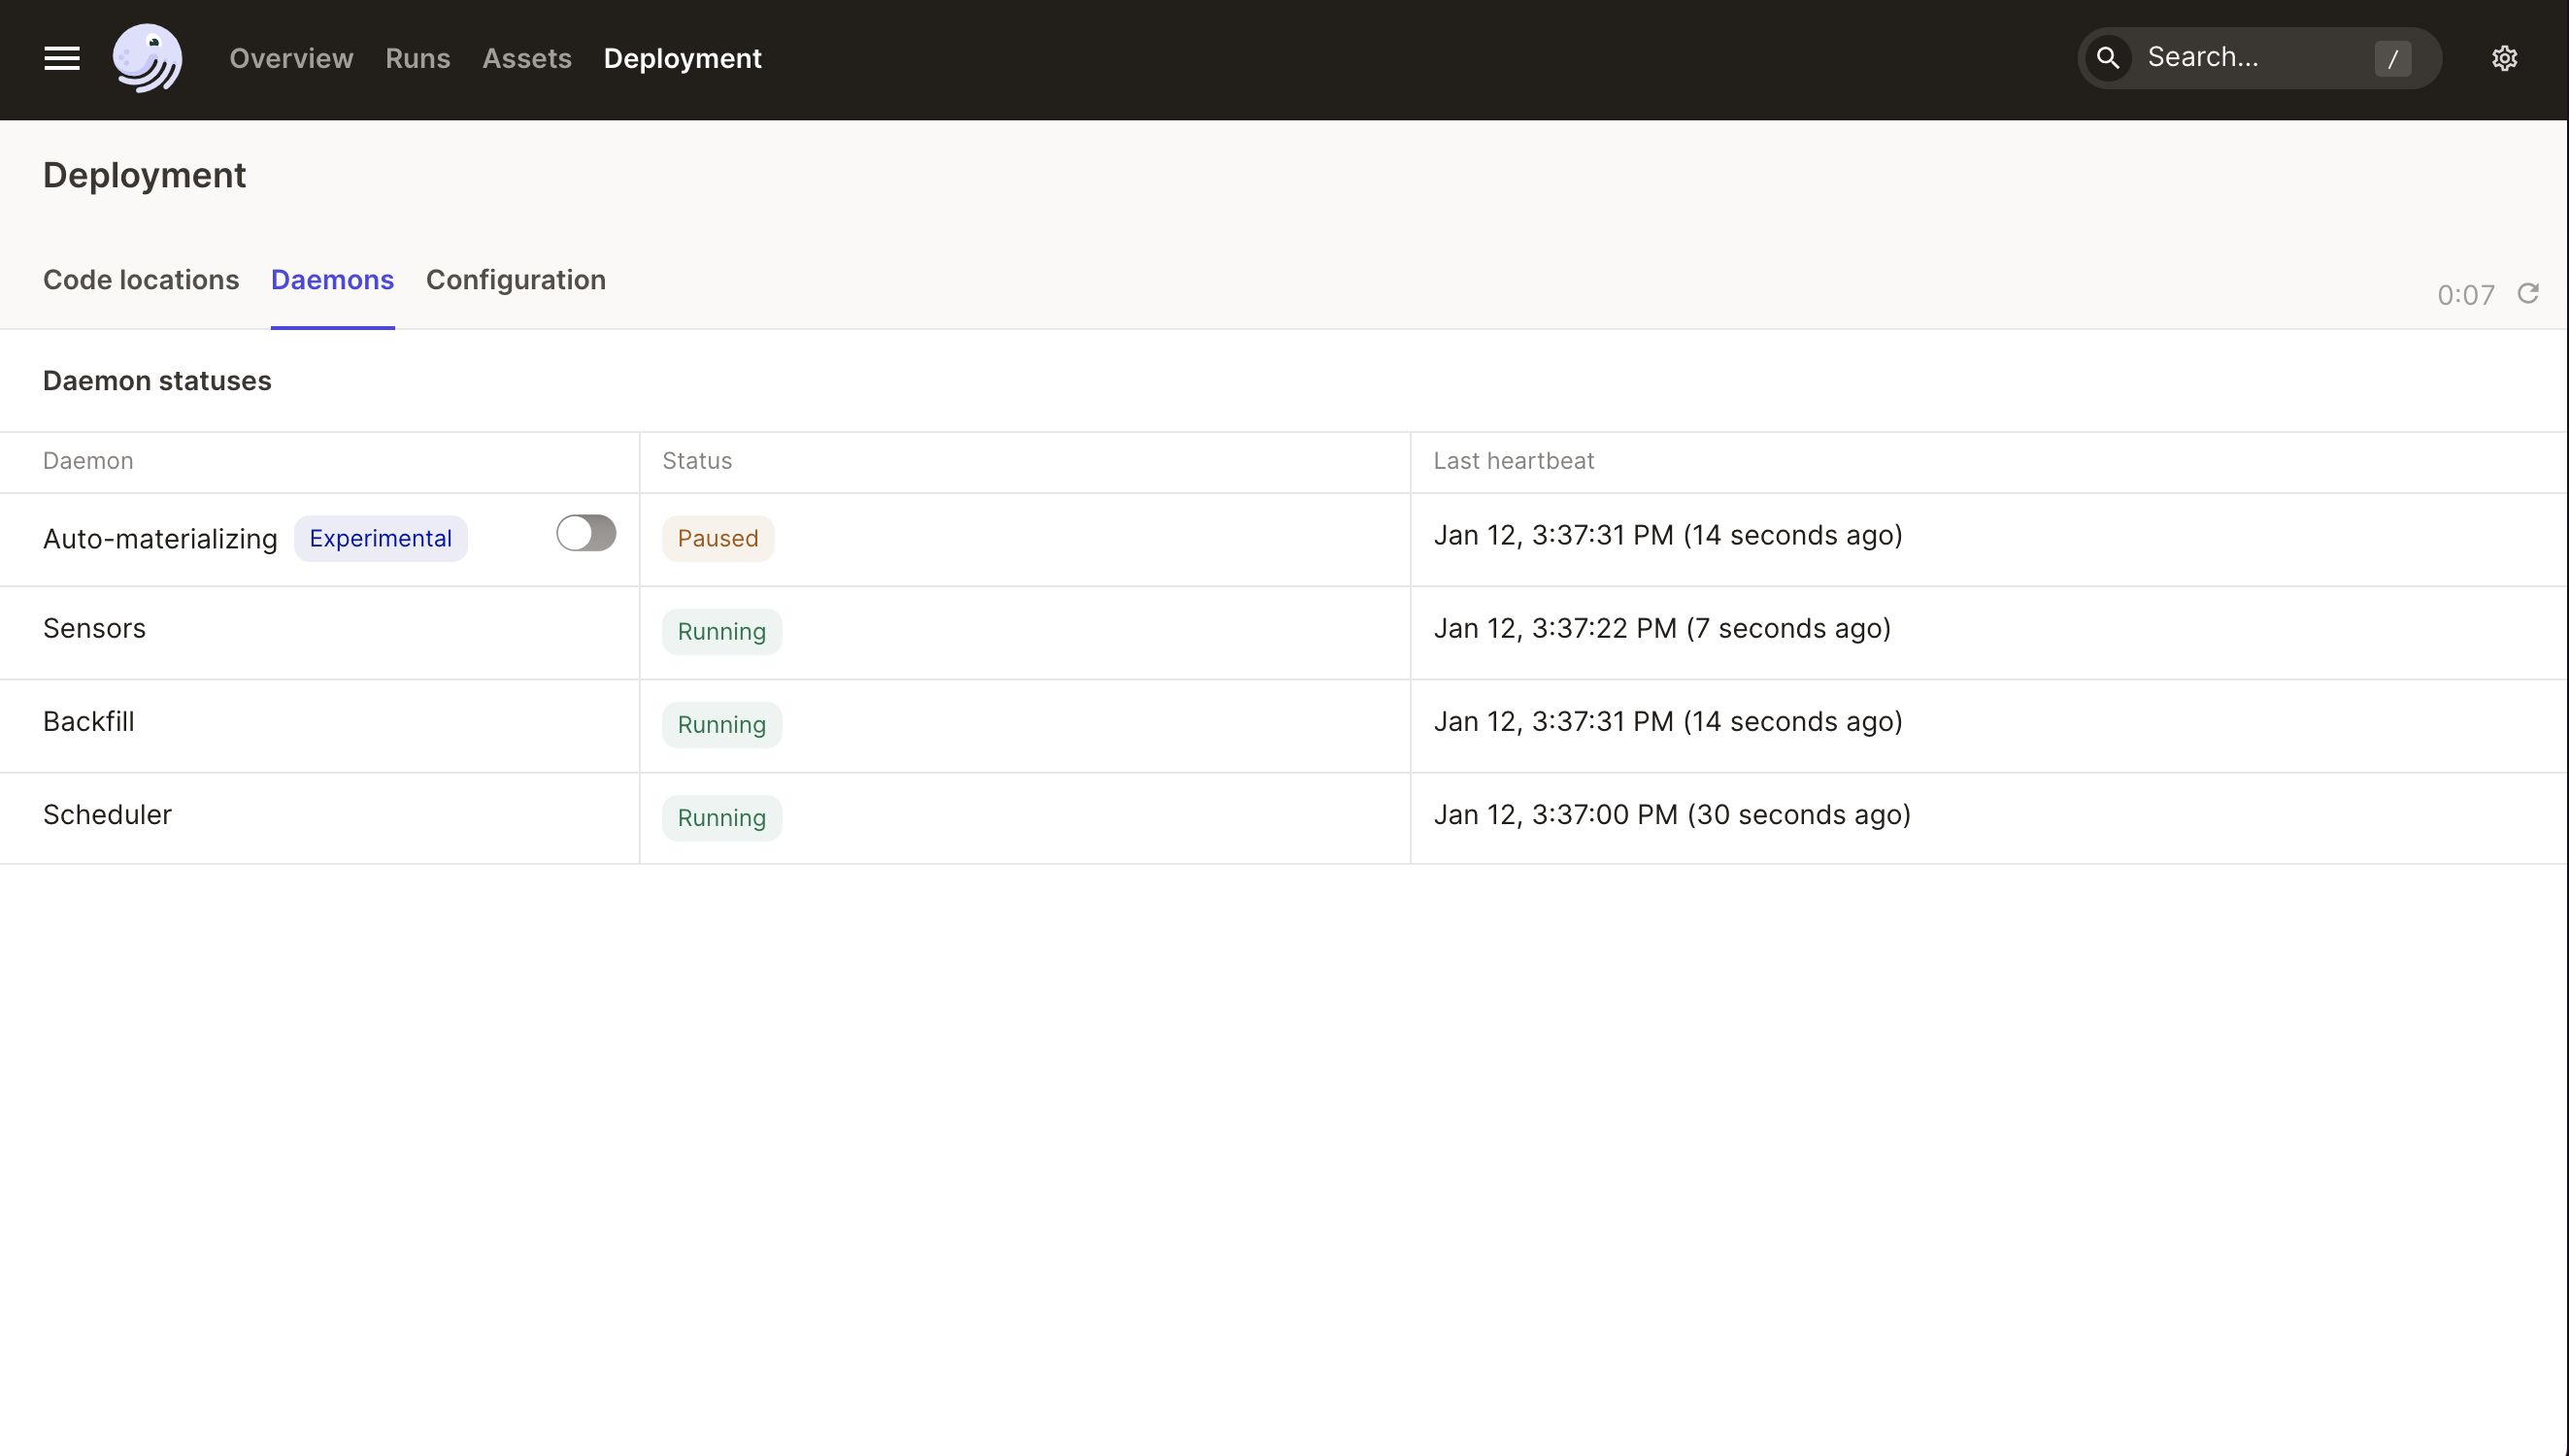 Overview Runs Assets Deployment Search... /
Deployment
Code locations Daemons Configuration 0:07
Daemon statuses
Daemon Status Last heartbeat
Auto-materializing Experimental Paused Jan 12, 3:37:31 PM (14 seconds ago)
Sensors Running Jan 12, 3:37:22 PM (7 seconds ago)
Backfill Running Jan 12, 3:37:31 PM (14 seconds ago)
Scheduler Running Jan 12, 3:37:00 PM (30 seconds ago)